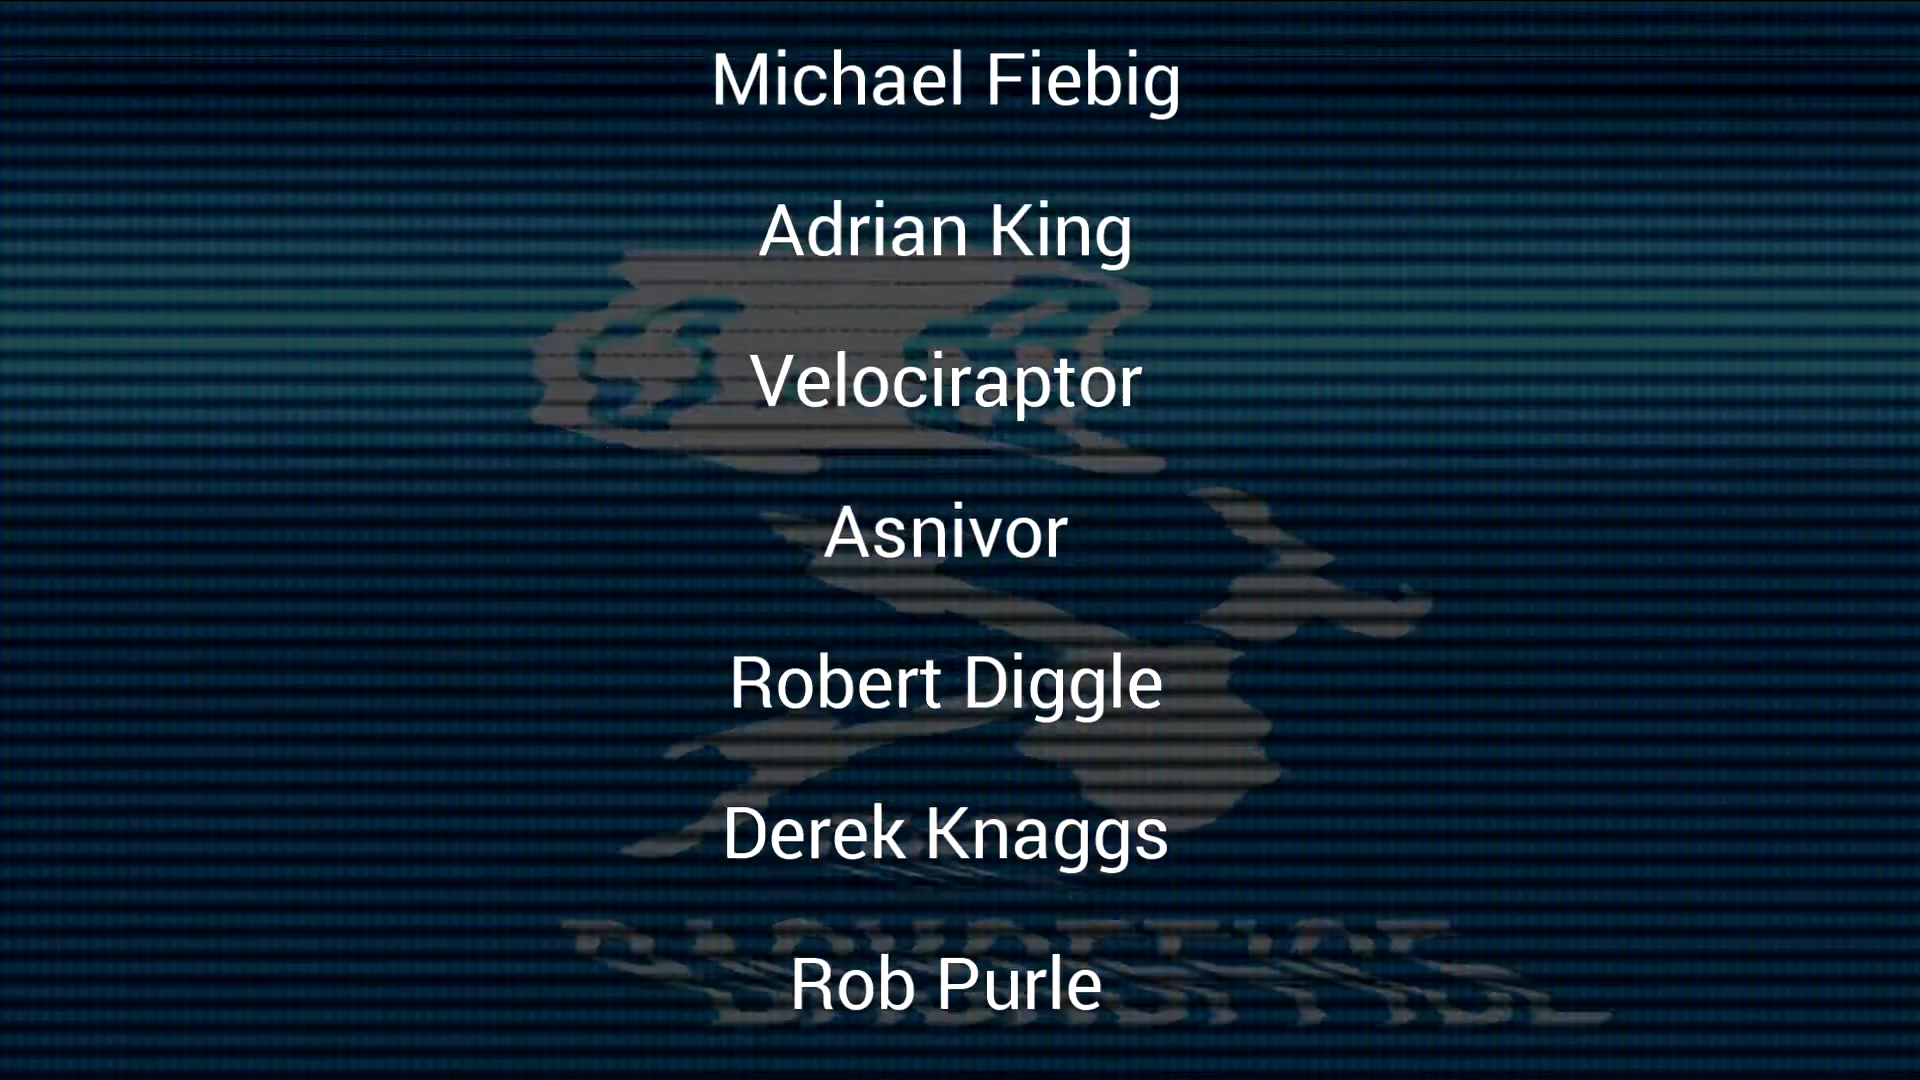 Michael Fiebig
Adrian King
Velociraptor
Asnivor
Robert Diggle
Derek Knaggs
Rob Purle